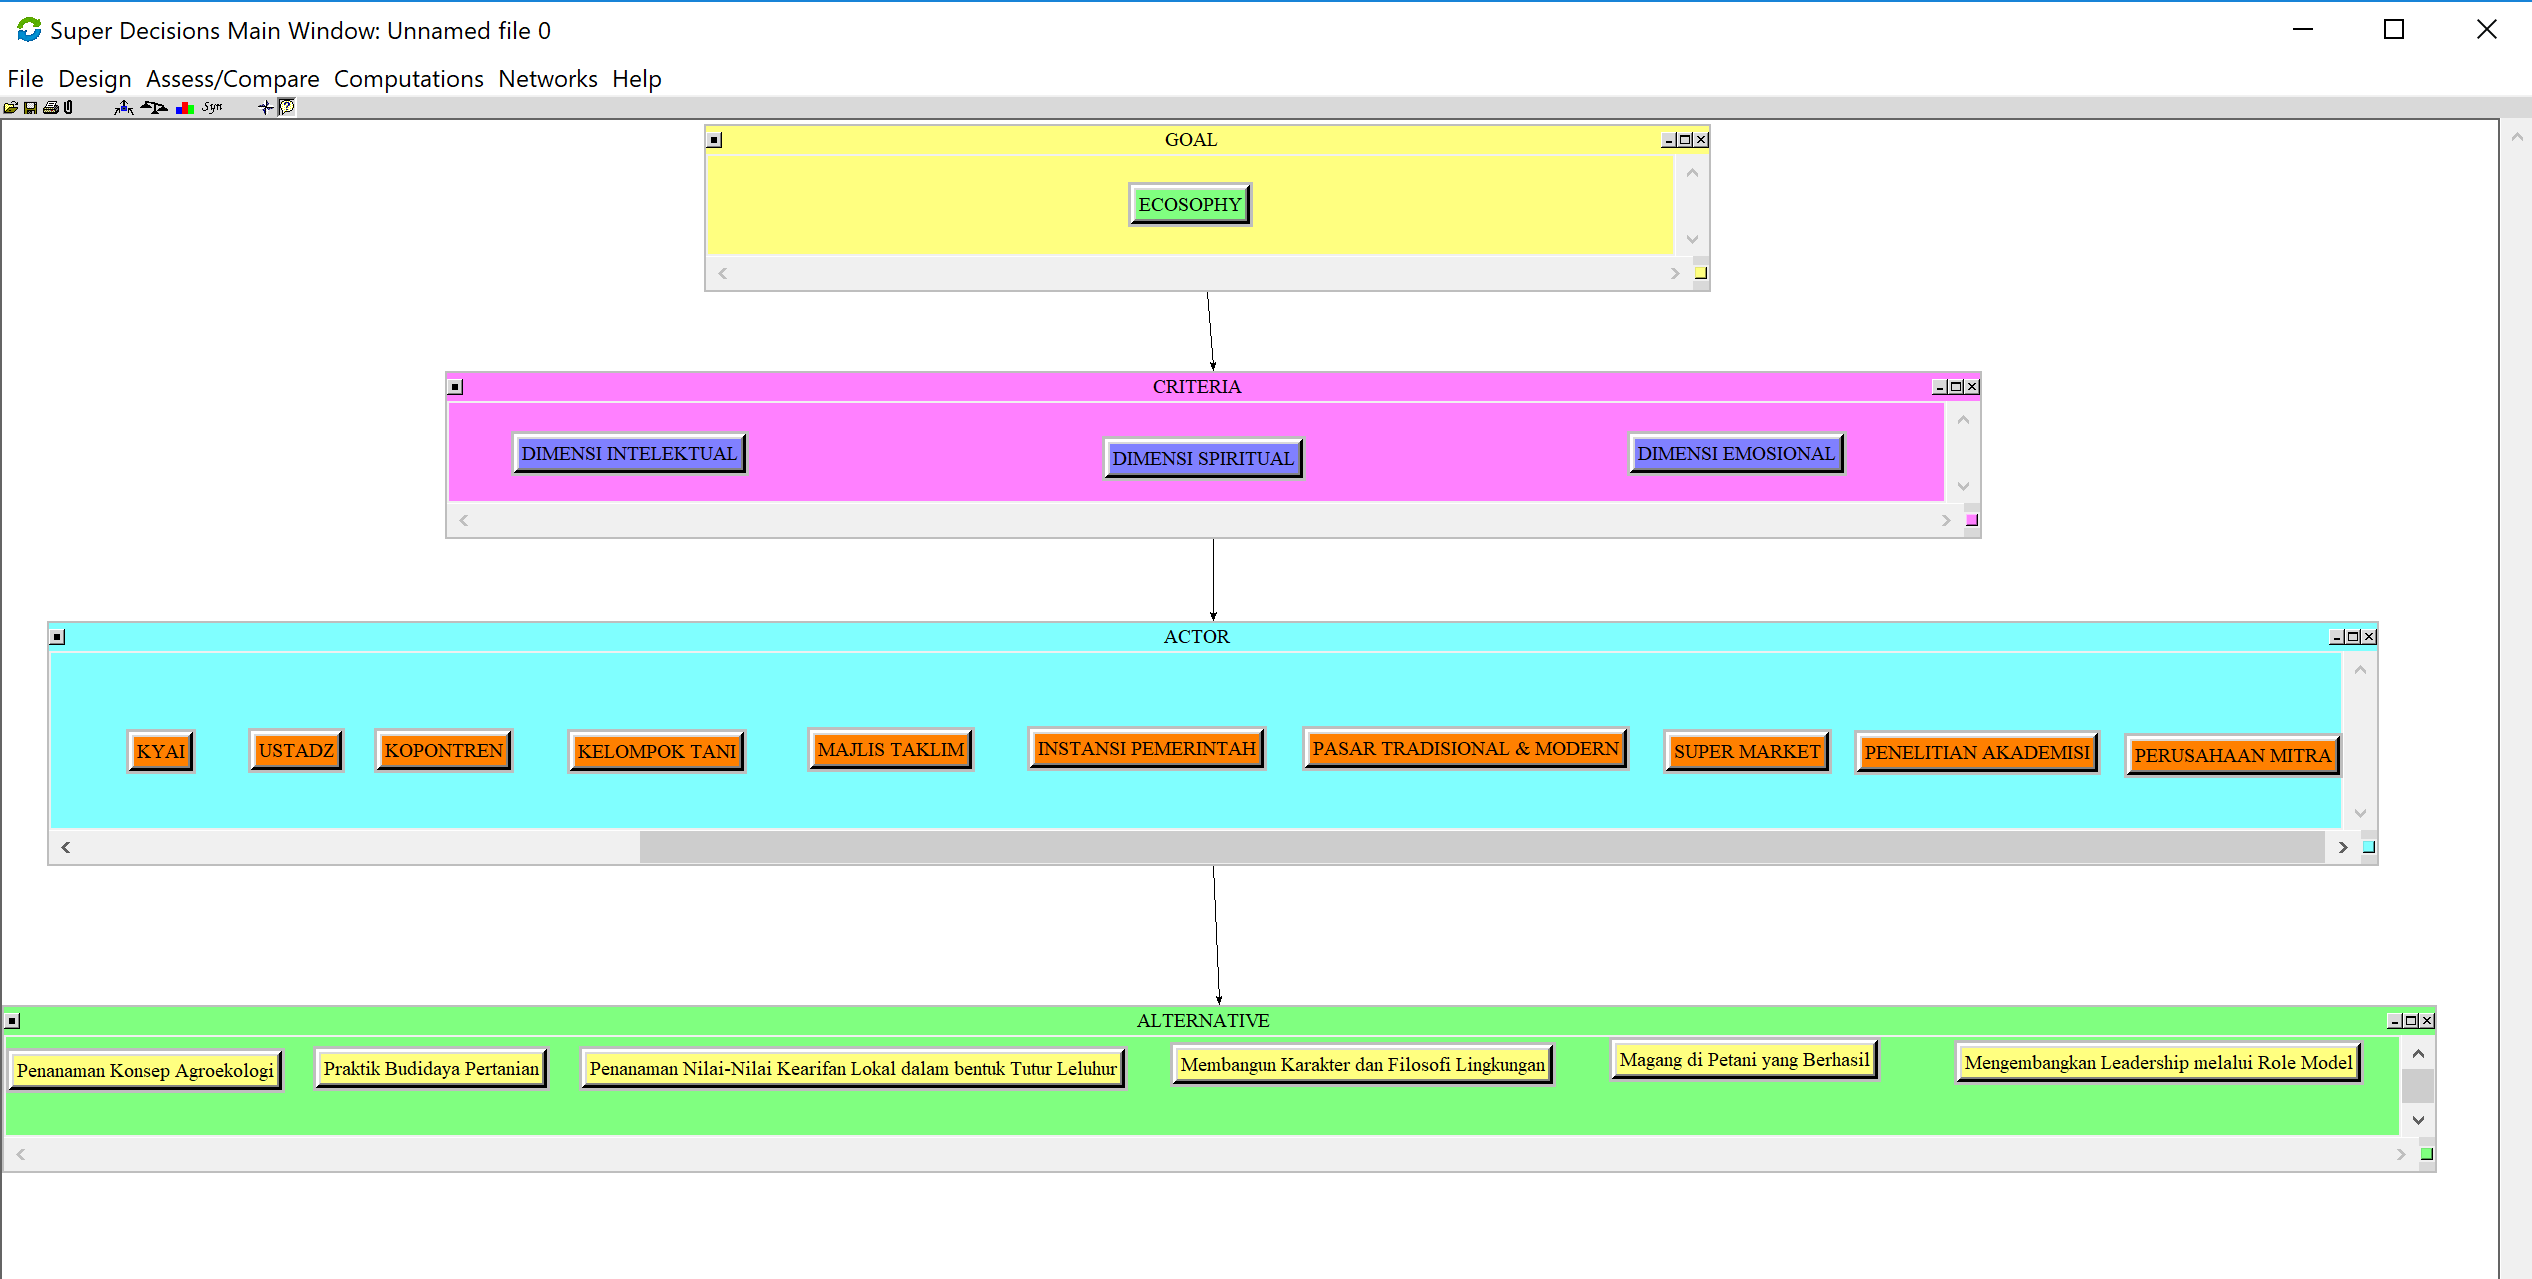 Super Decisions Main Window: Unnamed file 0
File Design Assess/Compare Computations Networks Help
Syn
GOAL
ECOSOPHY
CRITERIA
DIMENSI INTELEKTUAL DIMENSI SPIRITUAL DIMENSI EMOSIONAL
ACTOR
KYAI USTADZ KOPONTREN KELOMPOK TANI MAJLIS TAKLIM INSTANSI PEMERINTAH PASAR TRADISIONAL & MODERN SUPER MARKET PENELITIAN AKADEMISI PERUSAHAAN MITRA
ALTERNATIVE
Penanaman Konsep Agroekologi Praktik Budidaya Pertanian Penanaman Nilai-Nilai Kearifan Lokal dalam bentuk Tutur Leluhur Membangun Karakter dan Filosofi Lingkungan Magang di Petani yang Berhasil Mengembangkan Leadership melalui Role Model